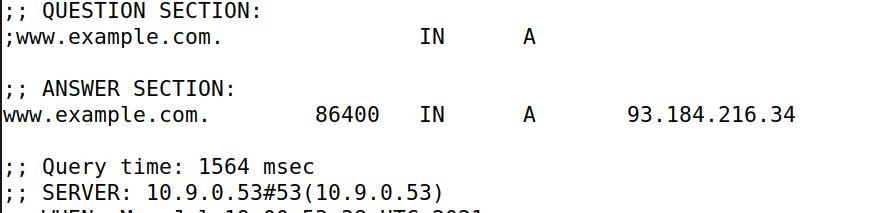 ;; QUESTION SECTION:
;www.example.com. IN A
;; ANSWER SECTION:
www.example.com. 86400 IN A 93.184.216.34
;; Query time: 1564 msec
;; SERVER: 10.9.0.53#53(10.9.0.53)